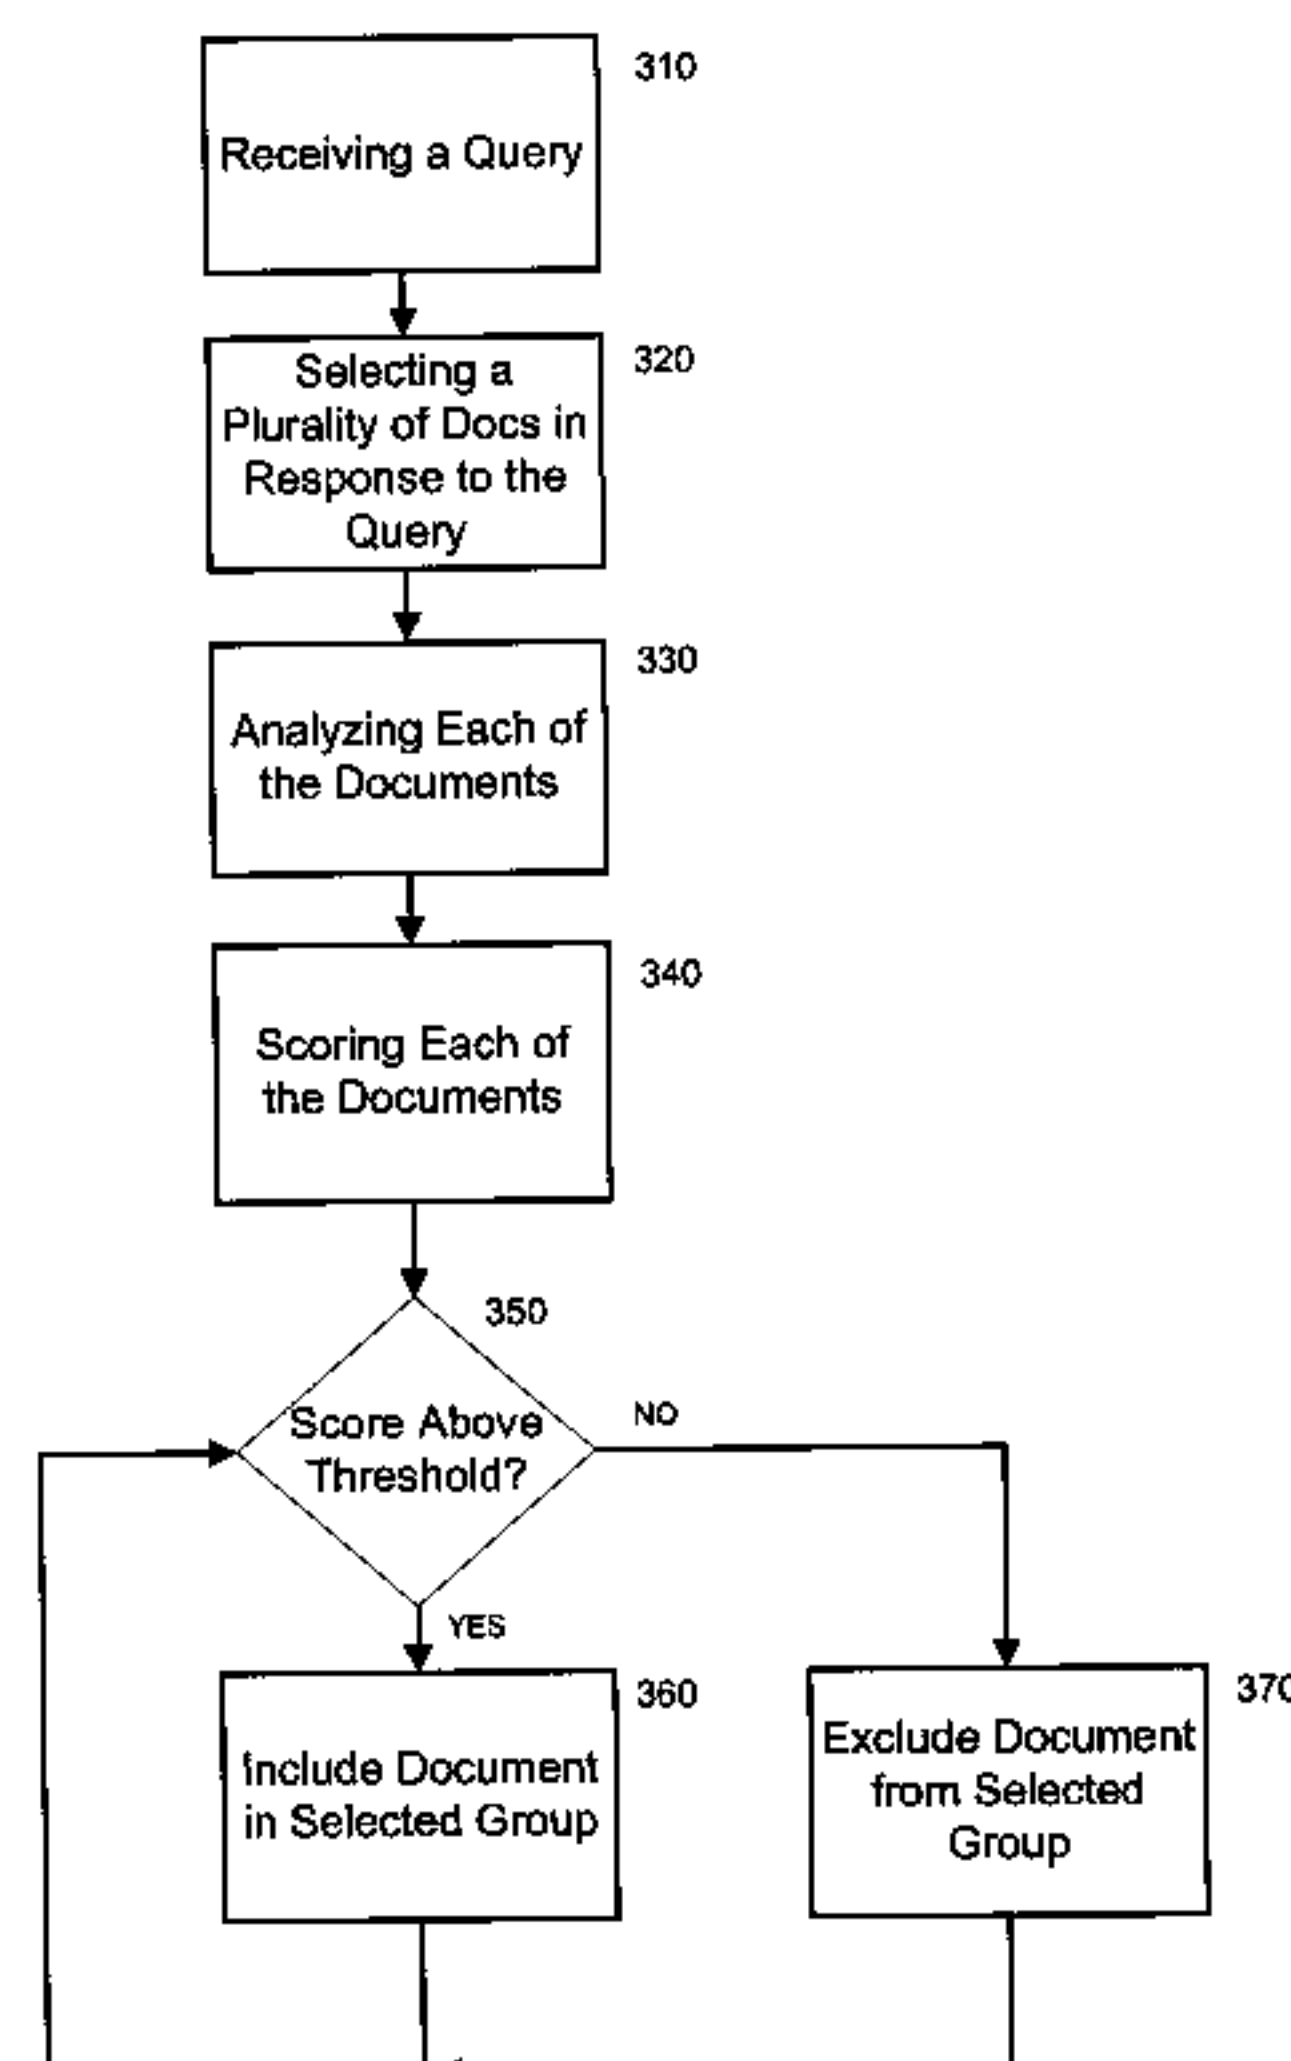 310
Receiving a Query
320
Selecting a
Plurality of Docs in
Response to the
Query
330
Analyzing Each of
the Documents
340
Scoring Each of
the Documents
350
Score Above
Threshold?
NO
YES
360
Include Document
in Selected Group
370
Exclude Document
from Selected
Group